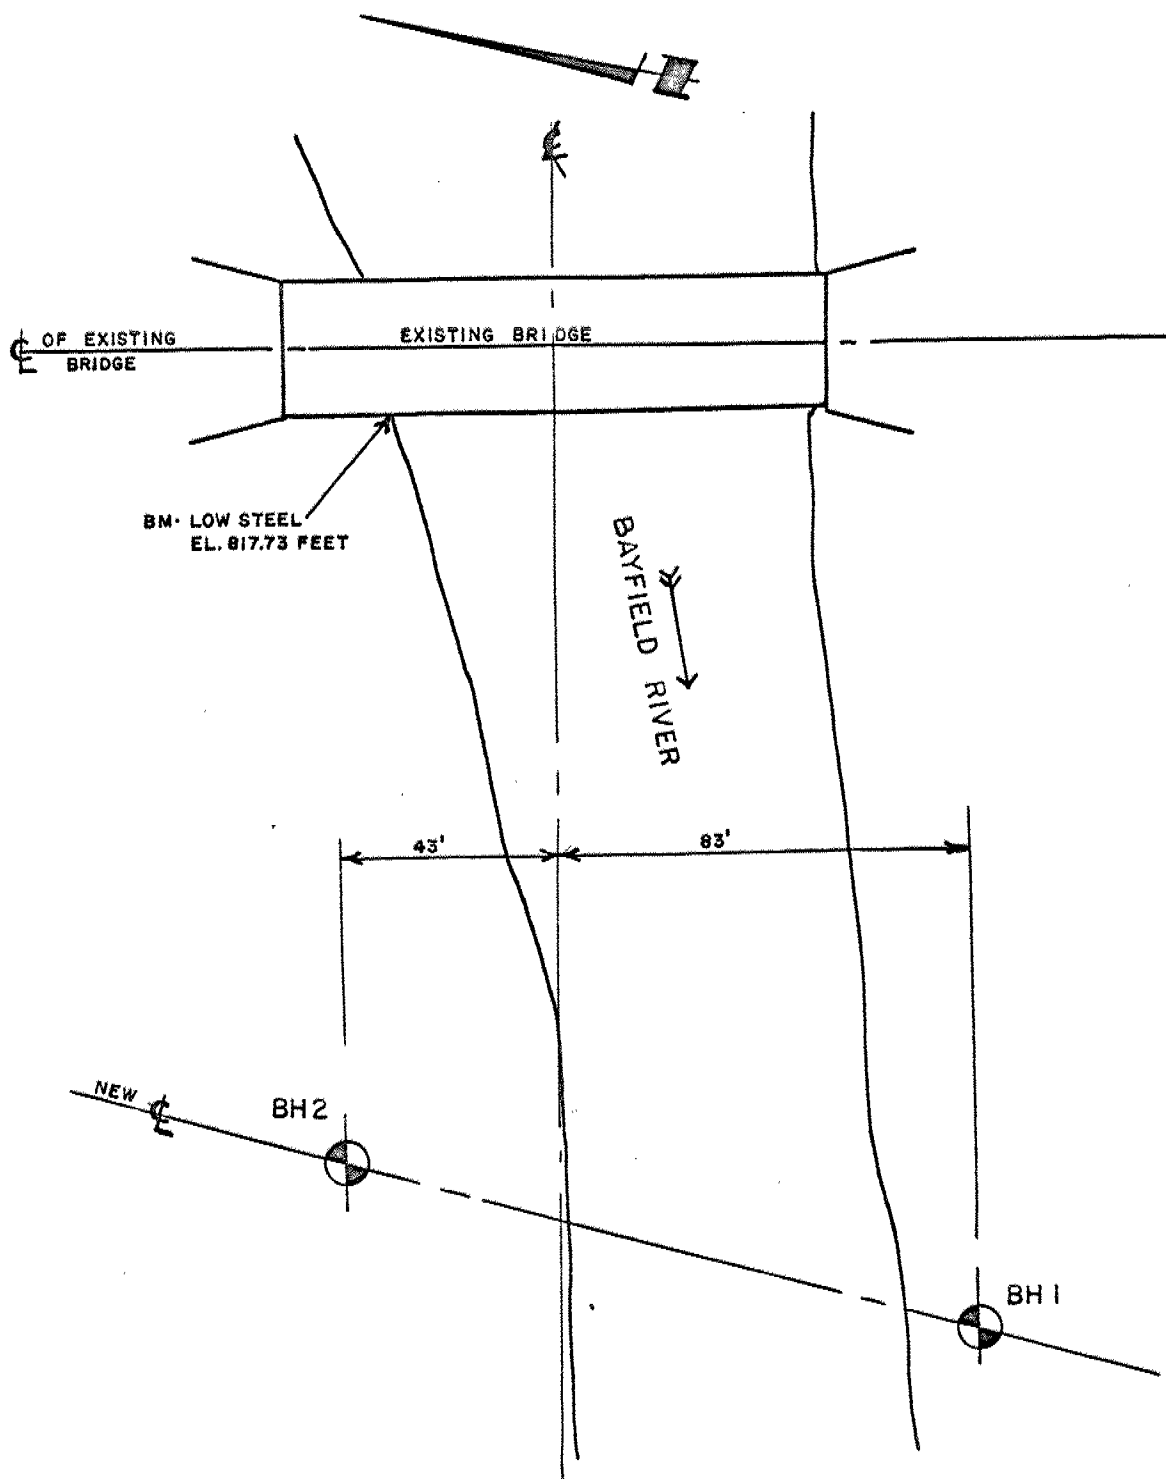 ℄
℄ OF EXISTING
BRIDGE
EXISTING BRIDGE
BM. LOW STEEL
EL. 817.73 FEET
BAYFIELD RIVER
43'
83'
NEW ℄
BH2
BH1